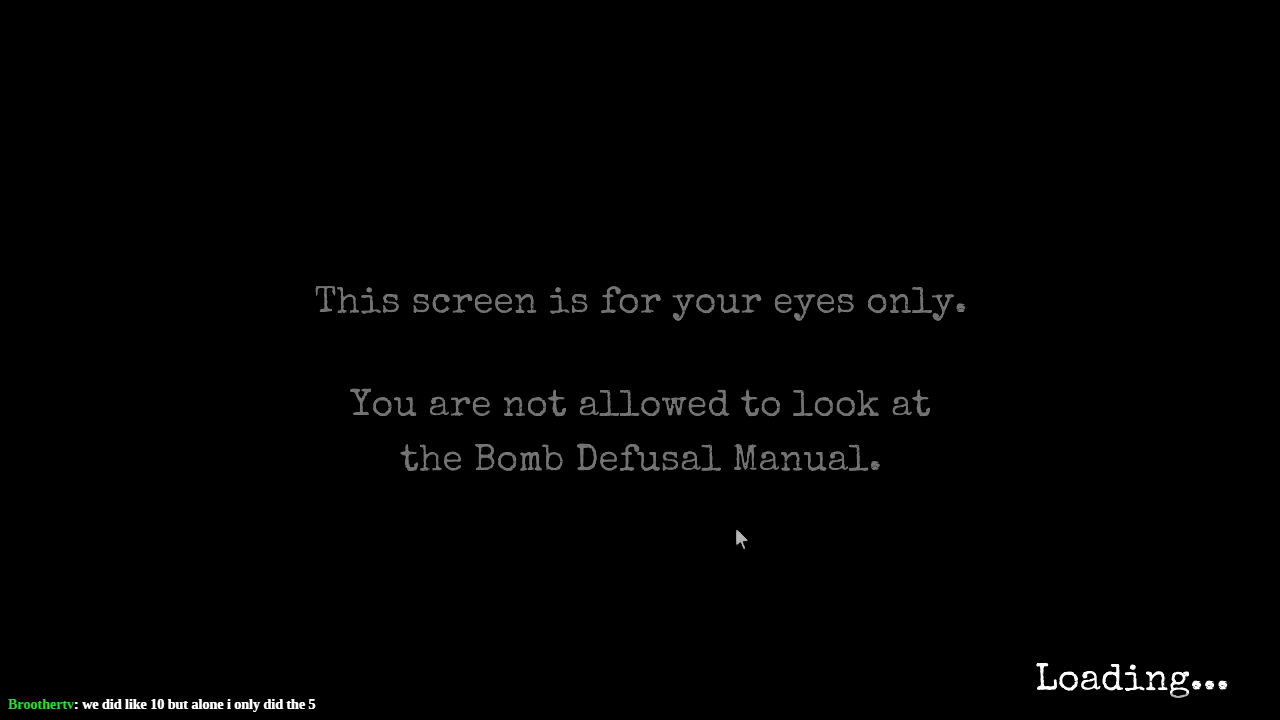 This screen is for your eyes only.
You are not allowed to look at
the Bomb Defusal Manual.
Loading...
Broothertv: we did like 10 but alone i only did the 5